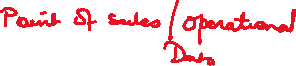 Point of sales / operational
Data